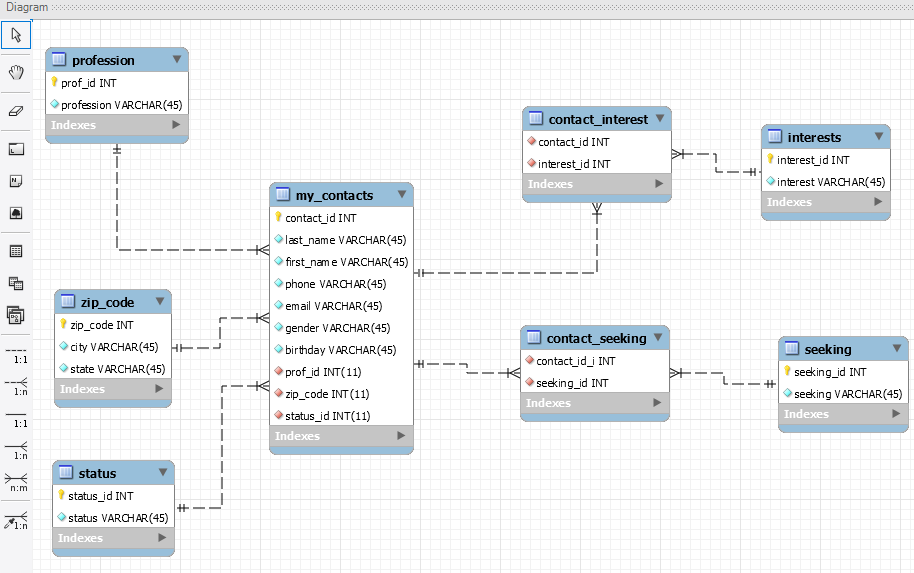 Diagram
profession
prof_id INT
profession VARCHAR(45)
Indexes
my_contacts
contact_id INT
last_name VARCHAR(45)
first_name VARCHAR(45)
phone VARCHAR(45)
email VARCHAR(45)
gender VARCHAR(45)
birthday VARCHAR(45)
prof_id INT(11)
zip_code INT(11)
status_id INT(11)
Indexes
zip_code
zip_code INT
city VARCHAR(45)
state VARCHAR(45)
Indexes
status
status_id INT
status VARCHAR(45)
Indexes
contact_interest
contact_id INT
interest_id INT
Indexes
interests
interest_id INT
interest VARCHAR(45)
Indexes
contact_seeking
contact_id_i INT
seeking_id INT
Indexes
seeking
seeking_id INT
seeking VARCHAR(45)
Indexes
1:1
1:n
1:1
1:n
n:m
1:n